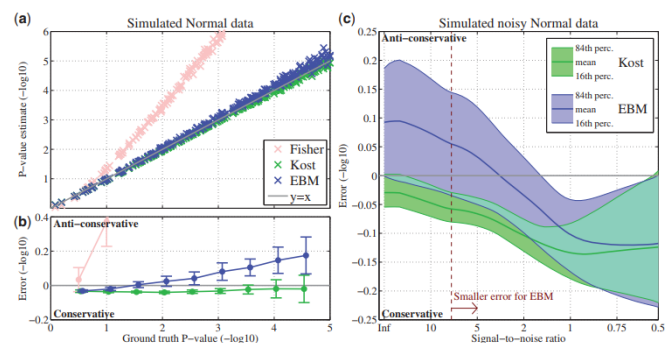 (a)
Simulated Normal data
6
5
4
3
2
1
P-value estimate (−log10)
Fisher
Kost
EBM
y=x
(b)
0.4
0.2
0
−0.2
Error (−log10)
Anti-conservative
Conservative
0 1 2 3 4 5
Ground truth P-value (−log10)
(c)
Simulated noisy Normal data
0.25
0.2
0.15
0.1
0.05
0
−0.05
−0.1
−0.15
−0.2
−0.25
Error (−log10)
Anti-conservative
84th perc.
mean
16th perc.
Kost
84th perc.
mean
16th perc.
EBM
Smaller error for EBM
Conservative
Inf 10 5 2 1 0.75 0.5
Signal-to-noise ratio